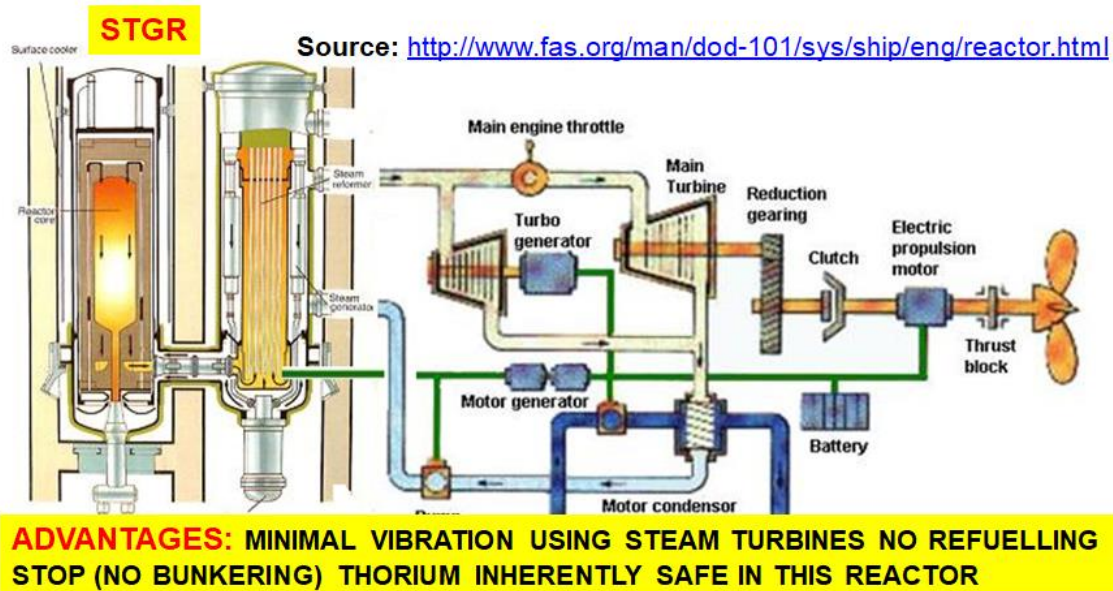 STGR
Source: http://www.fas.org/man/dod-101/sys/ship/eng/reactor.html
Surface cooler
Main engine throttle
Steam
reformer
Main
Turbine
Reduction
gearing
Reactor
core
Turbo
generator
Electric
propulsion
motor
Clutch
Steam
generator
Thrust
block
Motor generator
Battery
Motor condensor
ADVANTAGES: MINIMAL VIBRATION USING STEAM TURBINES NO REFUELLING
STOP (NO BUNKERING) THORIUM INHERENTLY SAFE IN THIS REACTOR